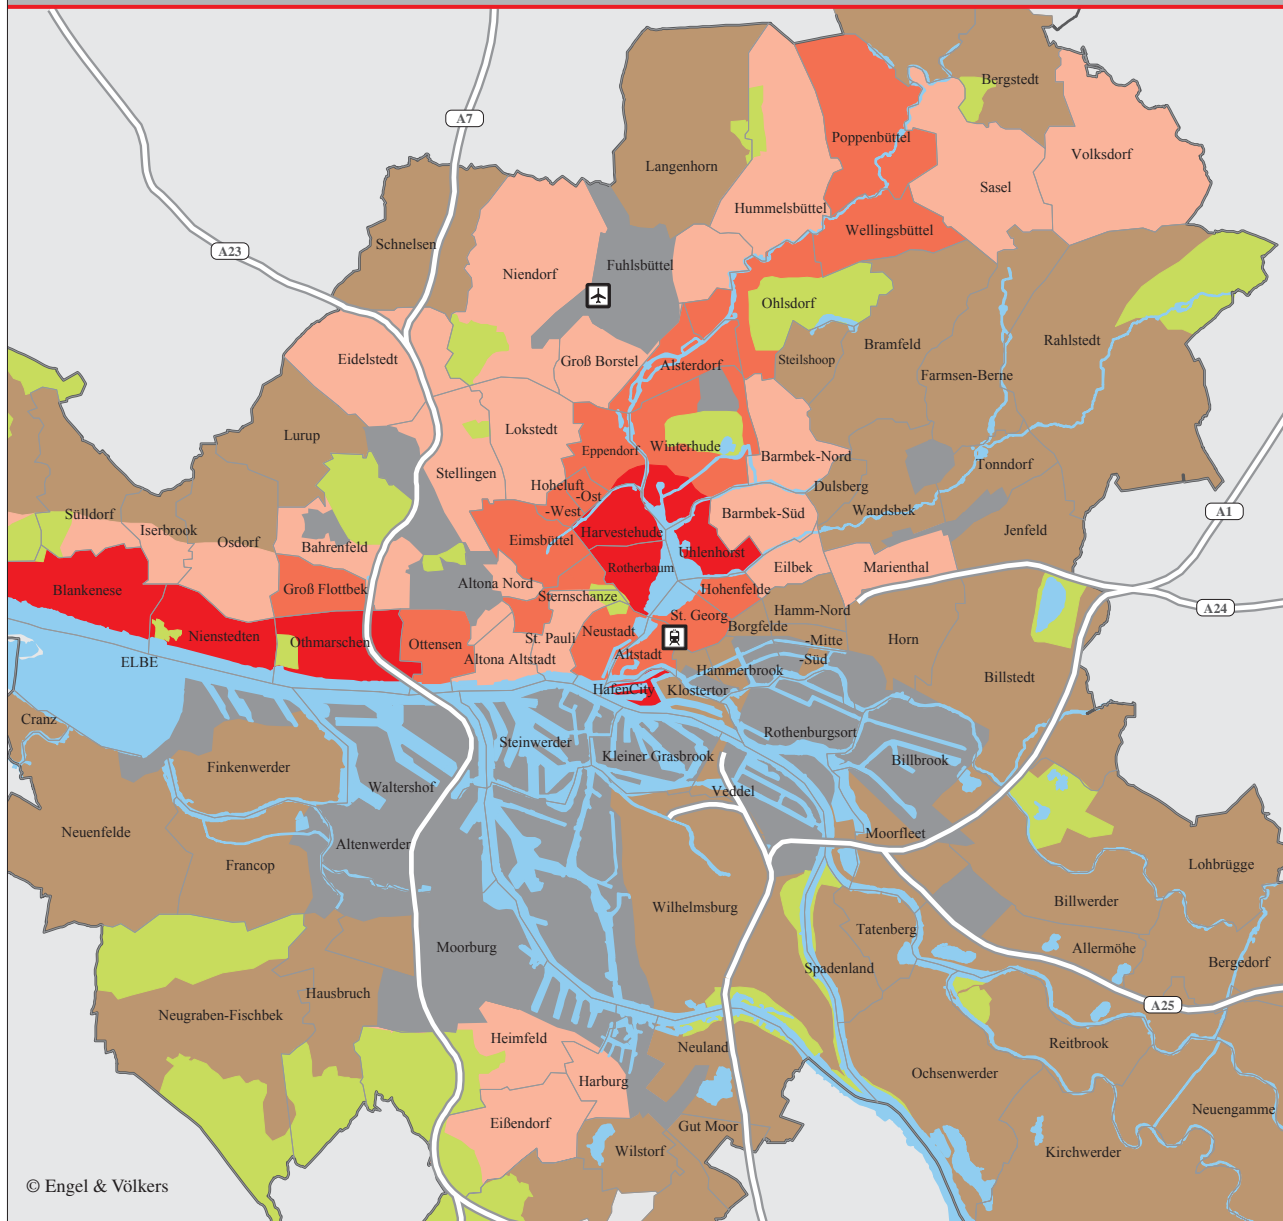 Bergstedt
A7
Poppenbüttel
Volksdorf
Langenhorn
Sasel
Hummelsbüttel
Wellingsbüttel
Schnelsen
A23
Fuhlsbüttel
Niendorf
Ohlsdorf
Rahlstedt
Bramfeld
Eidelstedt
Groß Borstel
Alsterdorf
Steilshoop
Farmsen-Berne
Lurup
Lokstedt
Eppendorf
Winterhude
Barmbek-Nord
Stellingen
Tonndorf
Hoheluft
-Ost
-West
Dulsberg
Sülldorf
Iserbrook
Osdorf
Bahrenfeld
Eimsbüttel
Harvestehude
Barmbek-Süd
Wandsbek
Jenfeld
A1
Uhlenhorst
Rotherbaum
Eilbek
Marienthal
Blankenese
Groß Flottbek
Altona Nord
Sternschanze
Hohenfelde
Hamm-Nord
A24
Nienstedten
Othmarschen
Ottensen
St. Pauli
Neustadt
St. Georg
Borgfelde
-Mitte
-Süd
Horn
ELBE
Altona Altstadt
Altstadt
Hammerbrook
Billstedt
HafenCity
Klostertor
Cranz
Steinwerder
Rothenburgsort
Finkenwerder
Kleiner Grasbrook
Billbrook
Waltershof
Veddel
Neuenfelde
Altenwerder
Moorfleet
Francop
Lohbrügge
Wilhelmsburg
Billwerder
Tatenberg
Moorburg
Allermöhe
Spadenland
Bergedorf
Hausbruch
Neugraben-Fischbek
A25
Heimfeld
Neuland
Reitbrook
Harburg
Ochsenwerder
Eißendorf
Gut Moor
Neuengamme
Wilstorf
Kirchwerder
© Engel & Völkers